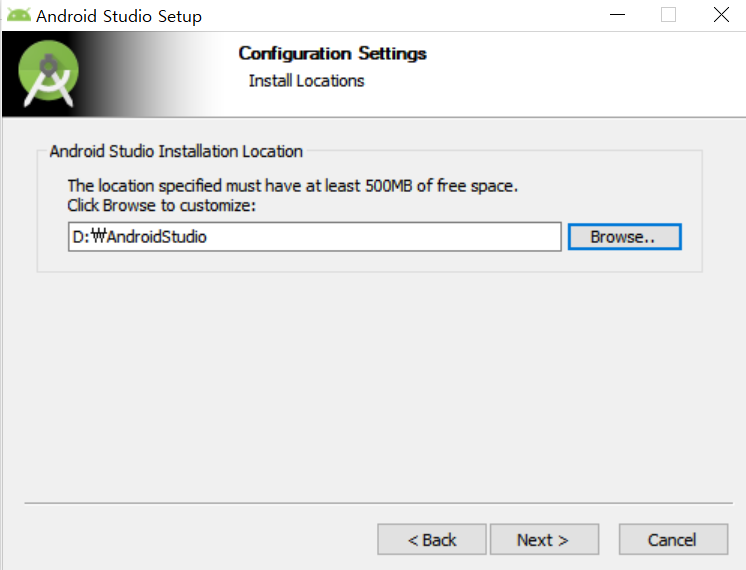 Android Studio Setup
Configuration Settings
Install Locations
Android Studio Installation Location
The location specified must have at least 500MB of free space.
Click Browse to customize:
D:₩AndroidStudio
Browse..
< Back
Next >
Cancel